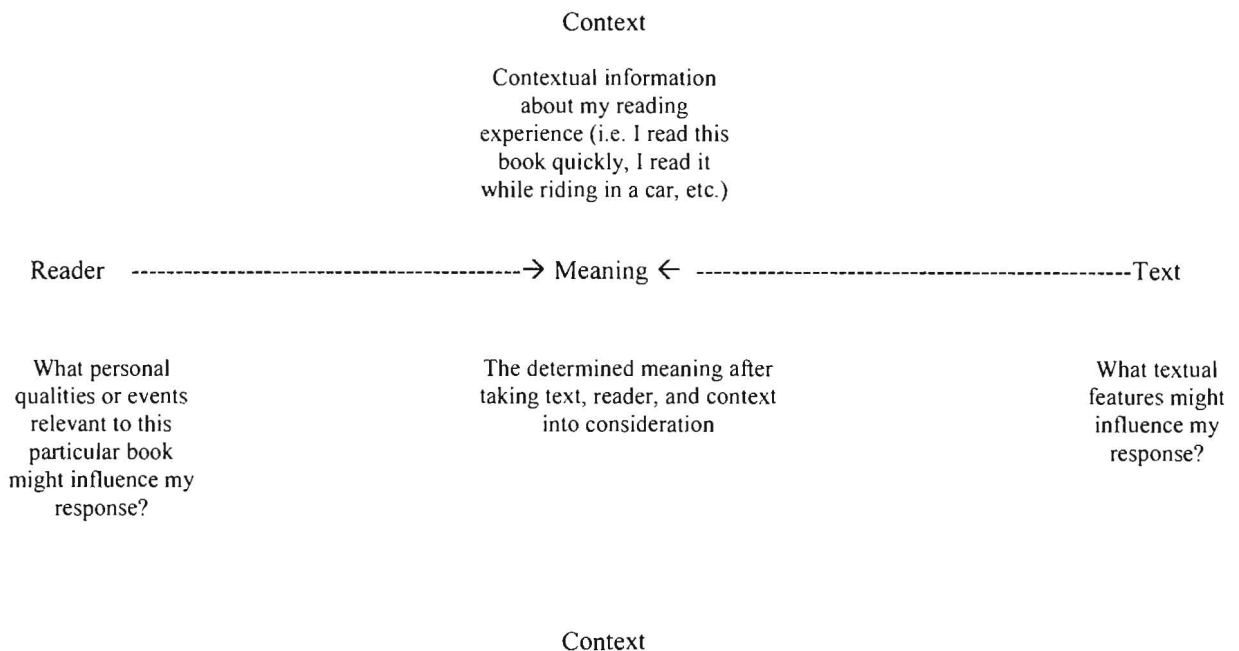 Context
Contextual information
about my reading
experience (i.e. I read this
book quickly, I read it
while riding in a car, etc.)
Reader ----------------------------------------→ Meaning ← ---------------------------------------------Text
What personal
qualities or events
relevant to this
particular book
might influence my
response?
The determined meaning after
taking text, reader, and context
into consideration
What textual
features might
influence my
response?
Context